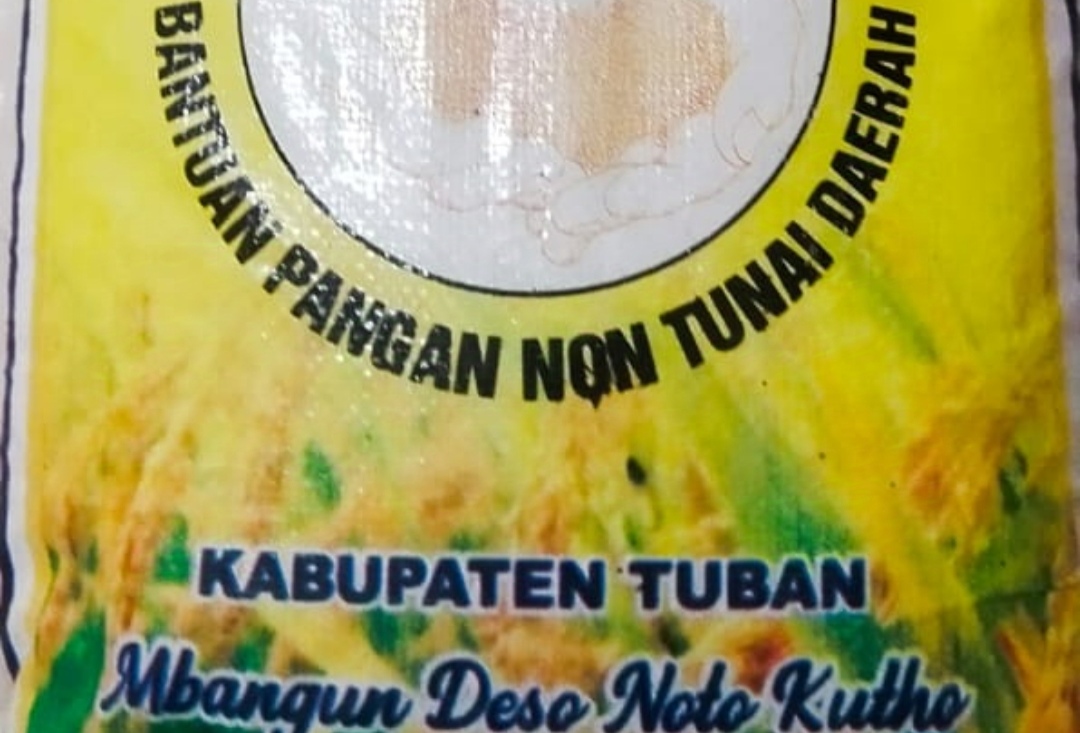 BANTUAN PANGAN NON TUNAI DAERAH
KABUPATEN TUBAN
Mbangun Deso Noto Kutho